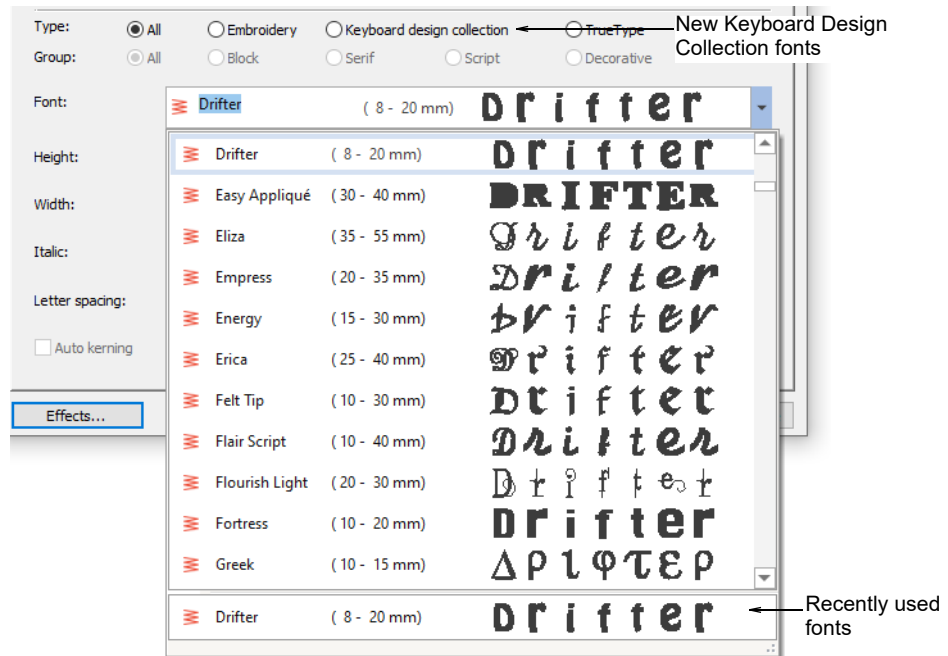 Type: All Embroidery Keyboard design collection TrueType
New Keyboard Design
Collection fonts
Group: All Block Serif Script Decorative
Font: Drifter ( 8 - 20 mm) Drifter
Height:
Width:
Italic:
Letter spacing:
Auto kerning
Effects...
Drifter ( 8 - 20 mm) Drifter
Easy Appliqué ( 30 - 40 mm) DRIFTER
Eliza ( 35 - 55 mm) Drifter
Empress ( 20 - 35 mm) Drifter
Energy ( 15 - 30 mm) Drifter
Erica ( 25 - 40 mm) Drifter
Felt Tip ( 10 - 30 mm) Drifter
Flair Script ( 10 - 40 mm) Drifter
Flourish Light ( 20 - 30 mm) Drifter
Fortress ( 10 - 20 mm) Drifter
Greek ( 10 - 15 mm) Δριφτερ
Drifter ( 8 - 20 mm) Drifter
Recently used
fonts